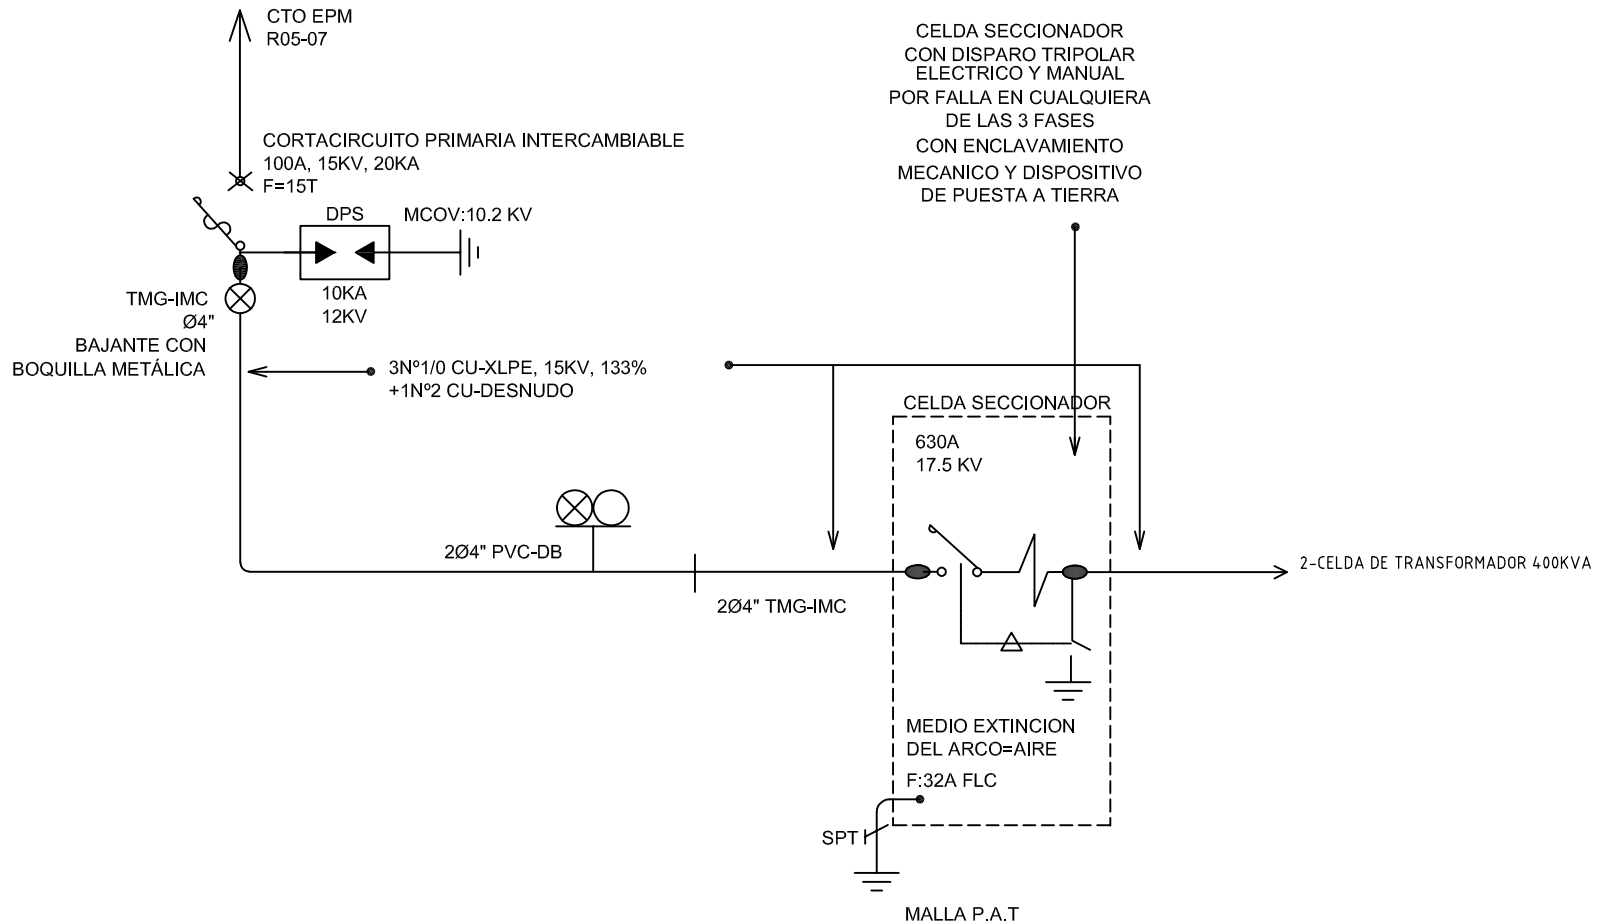 CTO EPM
R05-07
CELDA SECCIONADOR
CON DISPARO TRIPOLAR
ELECTRICO Y MANUAL
POR FALLA EN CUALQUIERA
DE LAS 3 FASES
CON ENCLAVAMIENTO
MECANICO Y DISPOSITIVO
DE PUESTA A TIERRA
CORTACIRCUITO PRIMARIA INTERCAMBIABLE
100A, 15KV, 20KA
F=15T
DPS
MCOV:10.2 KV
10KA
12KV
TMG-IMC
Ø4"
BAJANTE CON
BOQUILLA METÁLICA
3Nº1/0 CU-XLPE, 15KV, 133%
+1Nº2 CU-DESNUDO
CELDA SECCIONADOR
630A
17.5 KV
2Ø4" PVC-DB
2Ø4" TMG-IMC
2-CELDA DE TRANSFORMADOR 400KVA
MEDIO EXTINCION
DEL ARCO=AIRE
F:32A FLC
SPT
MALLA P.A.T